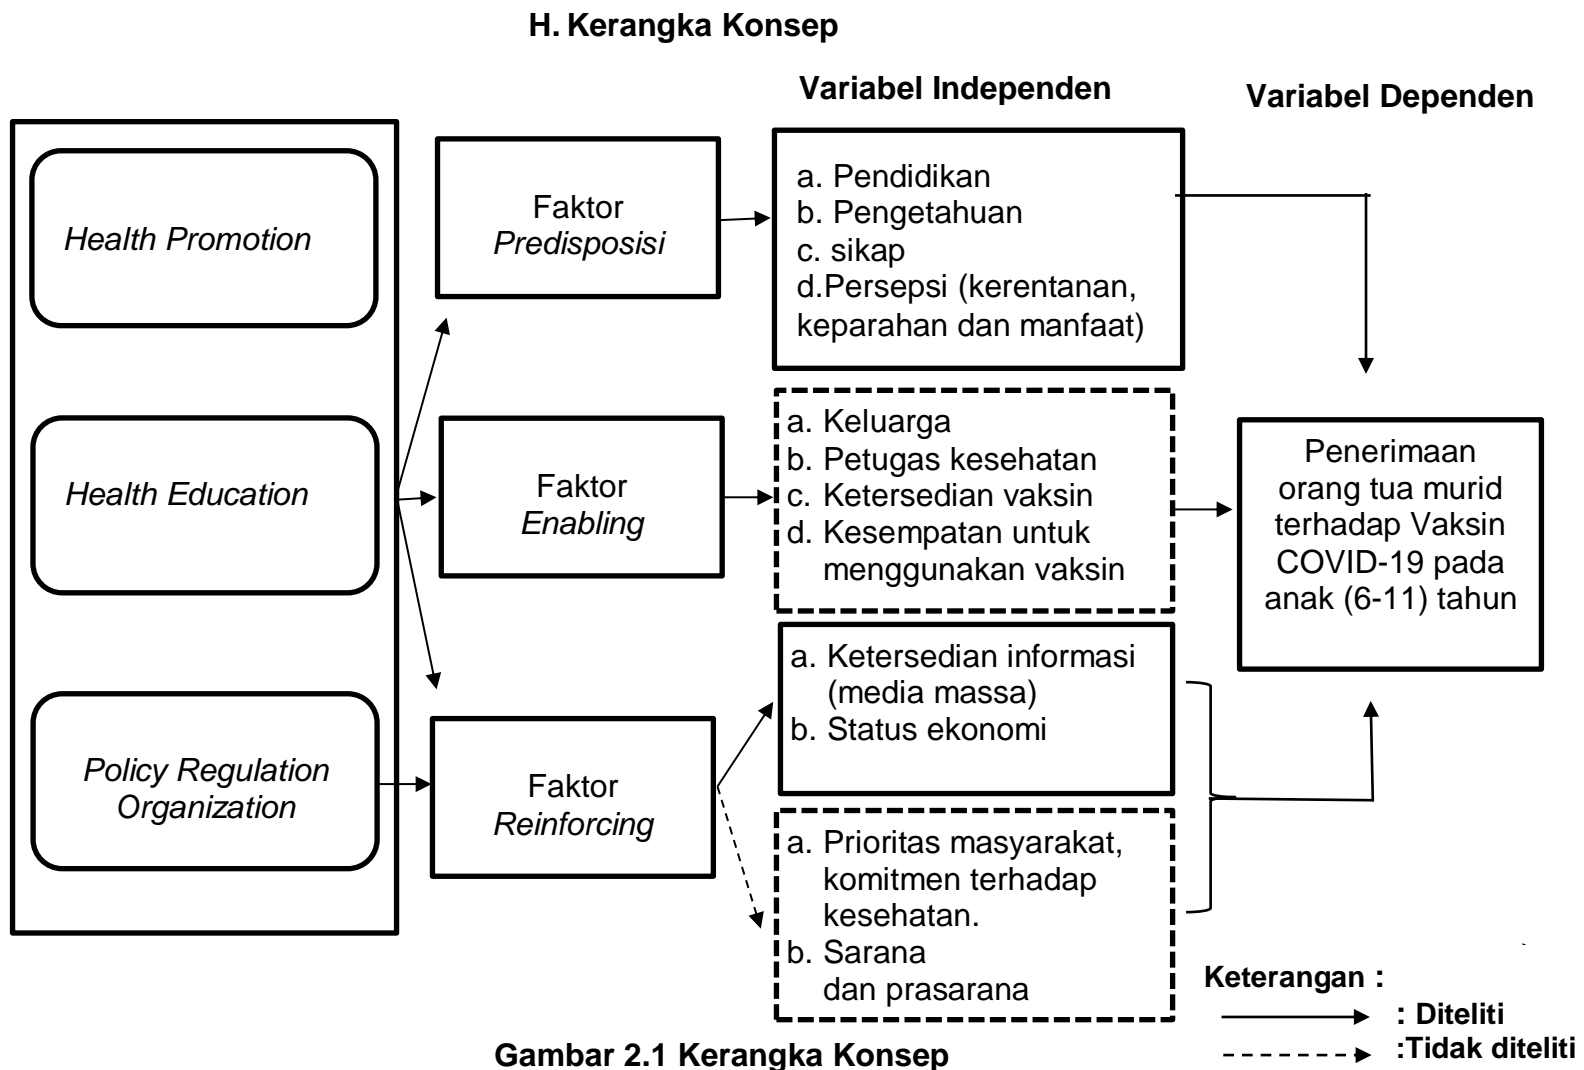 H. Kerangka Konsep
Variabel Independen
Variabel Dependen
Health Promotion
Health Education
Policy Regulation
Organization
Faktor
Predisposisi
Faktor
Enabling
Faktor
Reinforcing
a. Pendidikan
b. Pengetahuan
c. sikap
d.Persepsi (kerentanan,
keparahan dan manfaat)
a. Keluarga
b. Petugas kesehatan
c. Ketersedian vaksin
d. Kesempatan untuk
menggunakan vaksin
a. Ketersedian informasi
(media massa)
b. Status ekonomi
a. Prioritas masyarakat,
komitmen terhadap
kesehatan.
b. Sarana
dan prasarana
Penerimaan
orang tua murid
terhadap Vaksin
COVID-19 pada
anak (6-11) tahun
Keterangan :
: Diteliti
:Tidak diteliti
Gambar 2.1 Kerangka Konsep